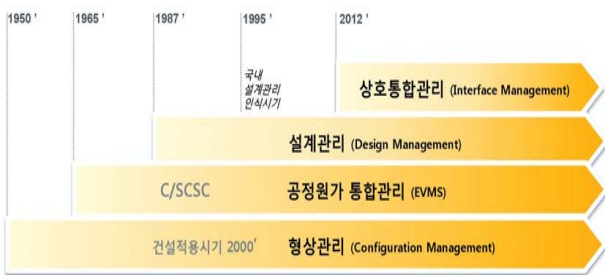 1950 ' 1965 ' 1987 ' 1995 ' 2012 '
국내
설계관리
인식시기
상호통합관리 (Interface Management)
설계관리 (Design Management)
C/SCSC 공정원가 통합관리 (EVMS)
건설적용시기 2000' 형상관리 (Configuration Management)